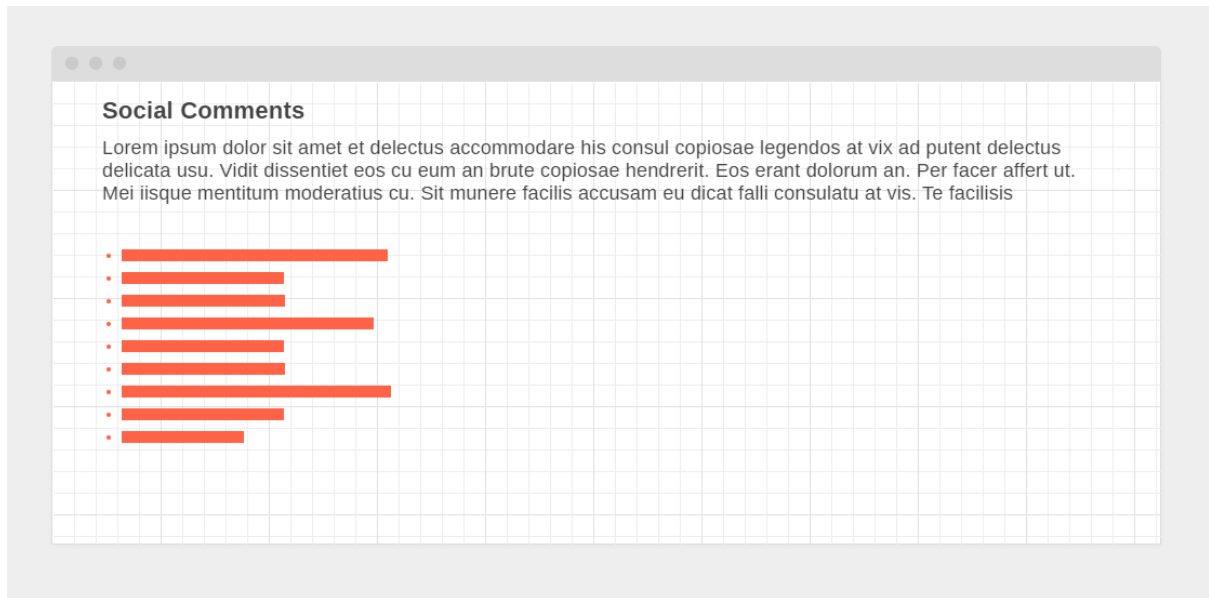 Social Comments
Lorem ipsum dolor sit amet et delectus accommodare his consul copiosae legendos at vix ad putent delectus
delicata usu. Vidit dissentiet eos cu eum an brute copiosae hendrerit. Eos erant dolorum an. Per facer affert ut.
Mei iisque mentitum moderatius cu. Sit munere facilis accusam eu dicat falli consulatu at vis. Te facilisis